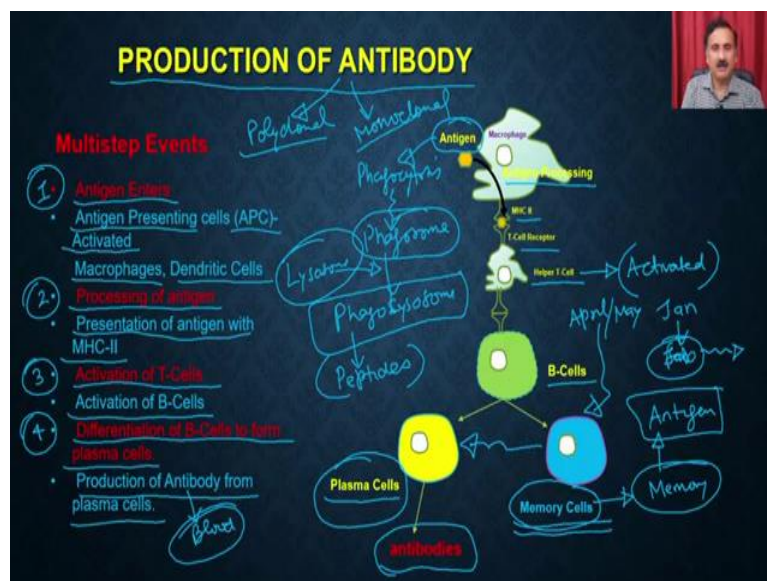 PRODUCTION OF ANTIBODY
Polyclonal
Monoclonal
Multistep Events
1
• Antigen Enters
• Antigen Presenting cells (APC)-
Activated
Macrophages, Dendritic Cells
2
• Processing of antigen
• Presentation of antigen with
MHC-II
3
• Activation of T-Cells
• Activation of B-Cells
4
• Differentiation of B-Cells to form
plasma cells.
• Production of Antibody from
plasma cells.
Blood
Antigen
Phagocytosis
Phagosome
Lysosome
Phagolysosome
(Peptides)
Macrophage
Processing
MHC II
T-Cell Receptor
Helper T-Cell
(Activated)
April/May
Jan
B-Cells
Plasma Cells
antibodies
Memory Cells
Memory
Antigen